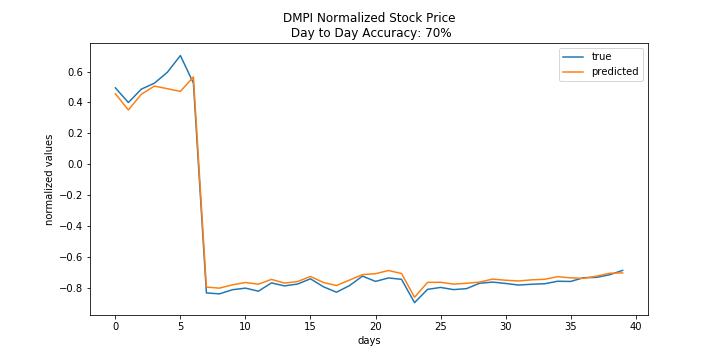 DMPI Normalized Stock Price
Day to Day Accuracy: 70%
true
predicted
normalized values
0.6
0.4
0.2
0.0
−0.2
−0.4
−0.6
−0.8
0 5 10 15 20 25 30 35 40
days